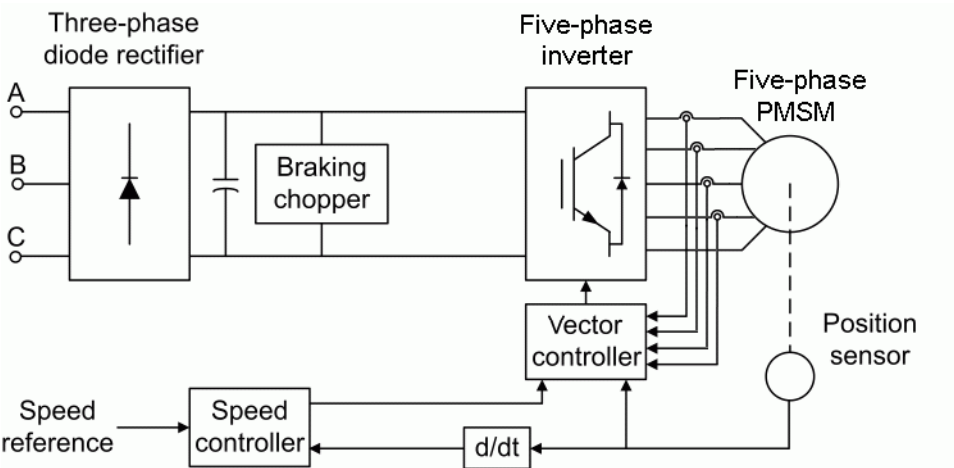 Three-phase
diode rectifier
Five-phase
inverter
Five-phase
PMSM
A
B
C
Braking
chopper
Vector
controller
Position
sensor
Speed
reference
Speed
controller
d/dt